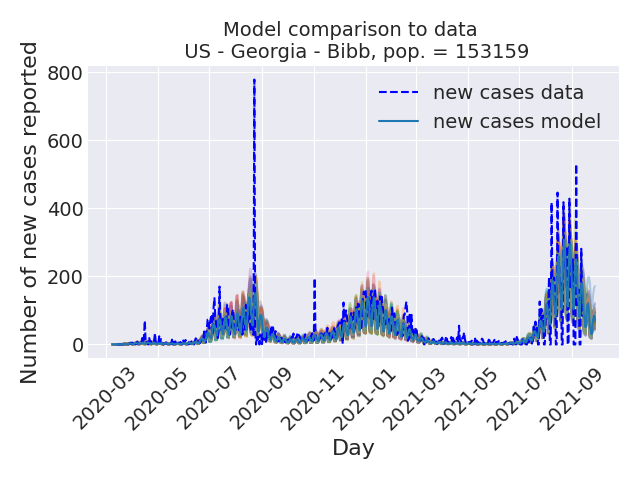 Model comparison to data
US - Georgia - Bibb, pop. = 153159
Number of new cases reported
800
600
400
200
0
new cases data
new cases model
2020-03
2020-05
2020-07
2020-09
2020-11
2021-01
2021-03
2021-05
2021-07
2021-09
Day